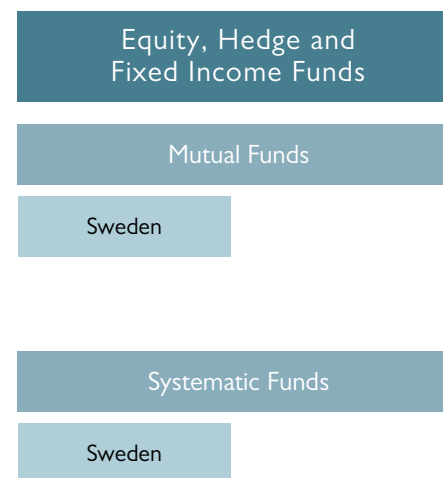 Equity, Hedge and
Fixed Income Funds
Mutual Funds
Sweden
Systematic Funds
Sweden